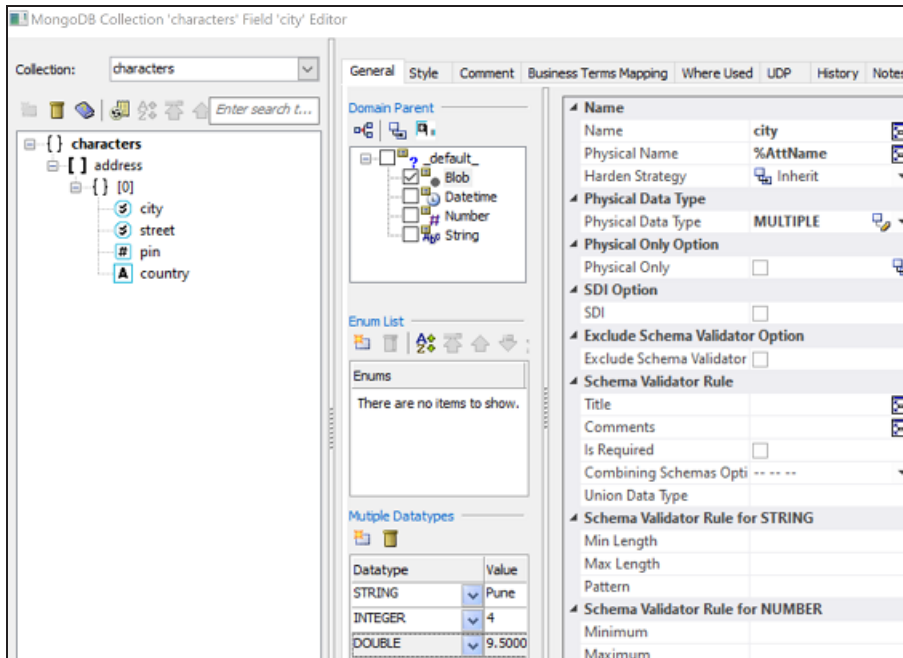 MongoDB Collection 'characters' Field 'city' Editor
Collection: characters
Enter search t...
{ } characters
[ ] address
{ } [0]
city
street
# pin
A country
General Style Comment Business Terms Mapping Where Used UDP History Notes
Domain Parent
_default_
Blob
Datetime
# Number
Abc String
Enum List
Enums
There are no items to show.
Mutiple Datatypes
Datatype Value
STRING Pune
INTEGER 4
DOUBLE 9.5000
Name
Name city
Physical Name %AttName
Harden Strategy Inherit
Physical Data Type
Physical Data Type MULTIPLE
Physical Only Option
Physical Only
SDI Option
SDI
Exclude Schema Validator Option
Exclude Schema Validator
Schema Validator Rule
Title
Comments
Is Required
Combining Schemas Opti -- -- --
Union Data Type
Schema Validator Rule for STRING
Min Length
Max Length
Pattern
Schema Validator Rule for NUMBER
Minimum
Maximum